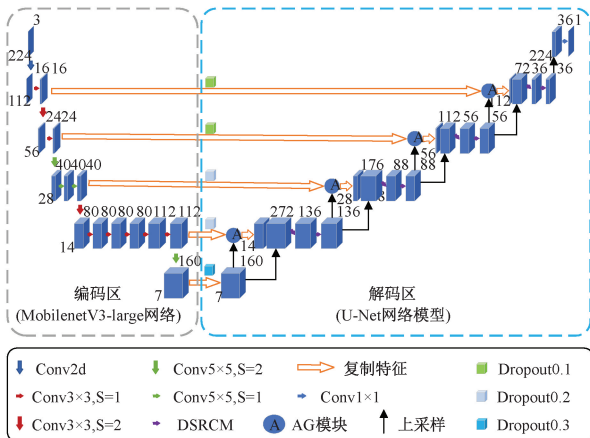 3
361
224
224
16 16
72 36 36
112
12
24 24
112 56 56
56
56
40 40 40
176 88 88
28
28
80 80 80 80 112 112
272 136 136
14
14
160
160
7
7
A
A
A
A
编码区
(MobilenetV3-large网络)
解码区
(U-Net网络模型)
Conv2d
Conv5×5,S=2
复制特征
Dropout0.1
Conv3×3,S=1
Conv5×5,S=1
Conv1×1
Dropout0.2
Conv3×3,S=2
DSRCM
A AG模块
上采样
Dropout0.3